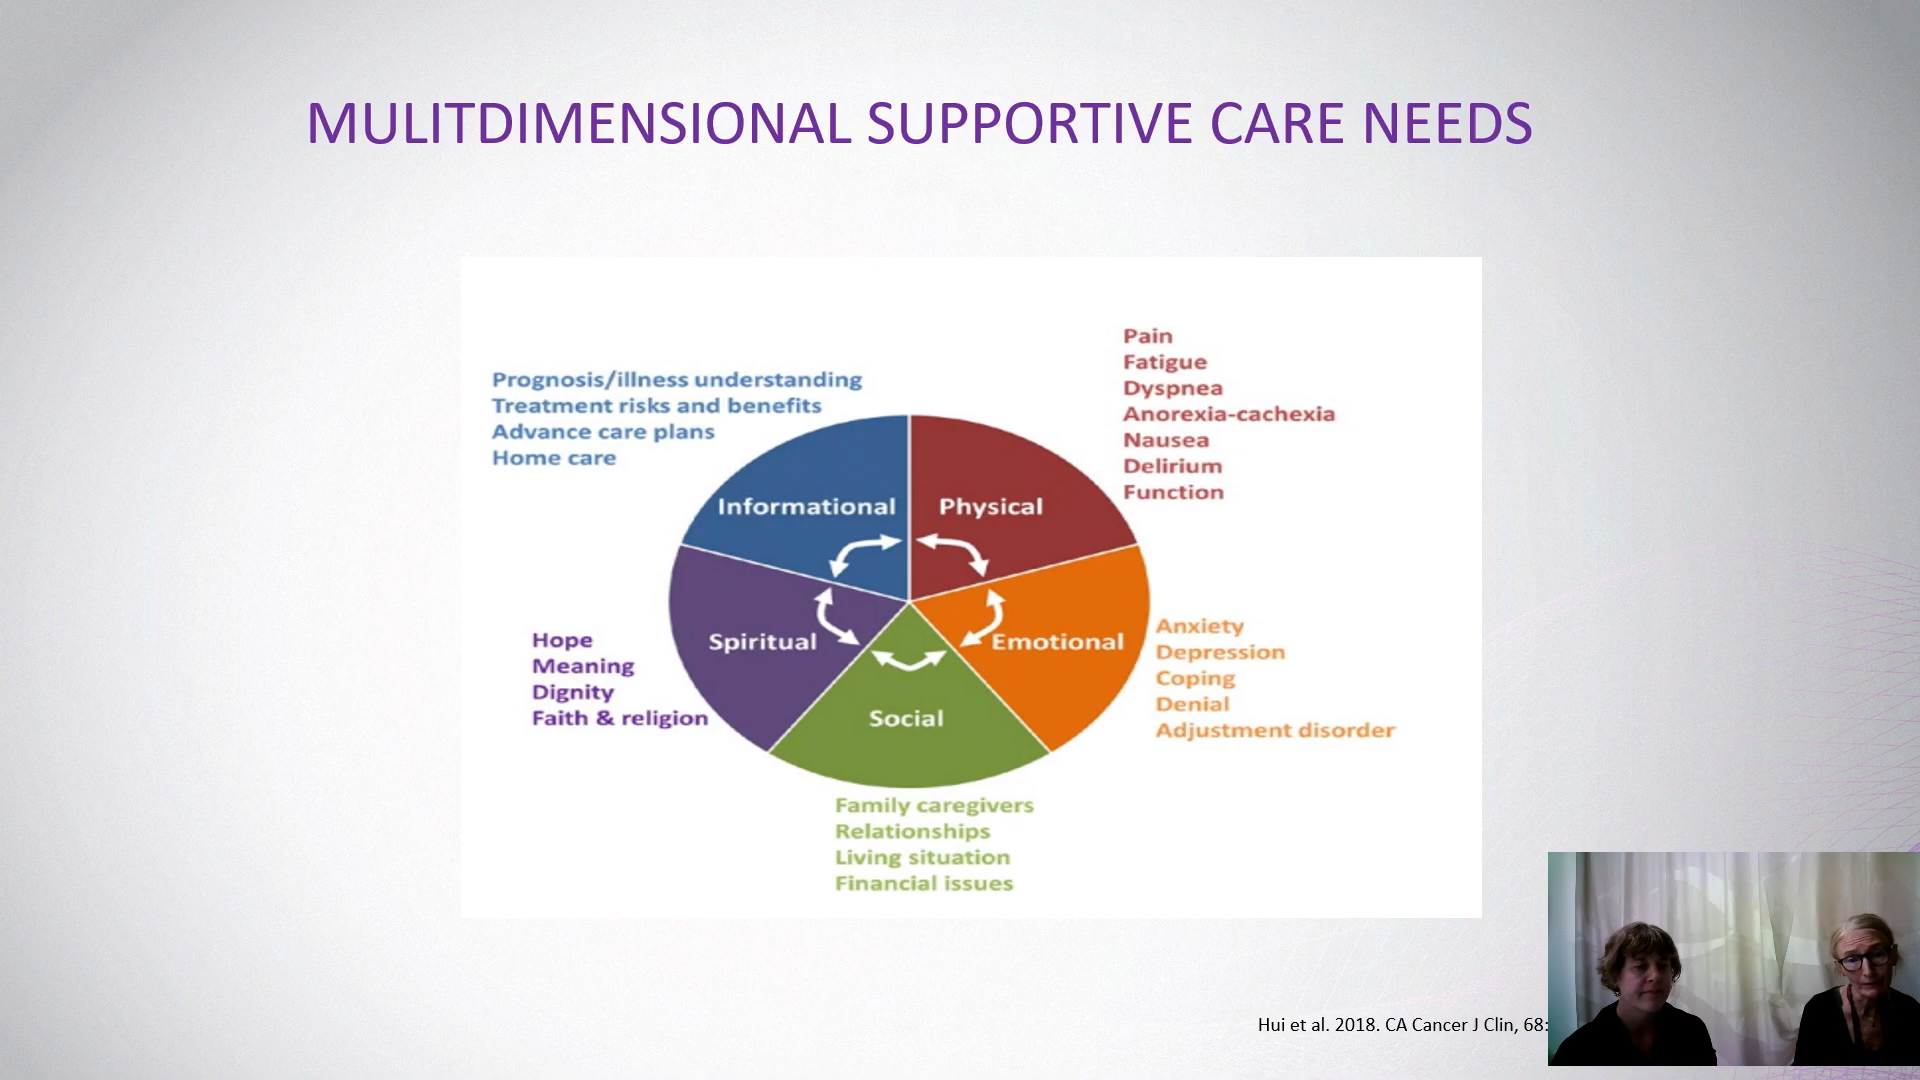 MULITDIMENSIONAL SUPPORTIVE CARE NEEDS
Prognosis/illness understanding
Treatment risks and benefits
Advance care plans
Home care
Pain
Fatigue
Dyspnea
Anorexia-cachexia
Nausea
Delirium
Function
Informational
Physical
Spiritual
Emotional
Social
Hope
Meaning
Dignity
Faith & religion
Anxiety
Depression
Coping
Denial
Adjustment disorder
Family caregivers
Relationships
Living situation
Financial issues
Hui et al. 2018. CA Cancer J Clin, 68: